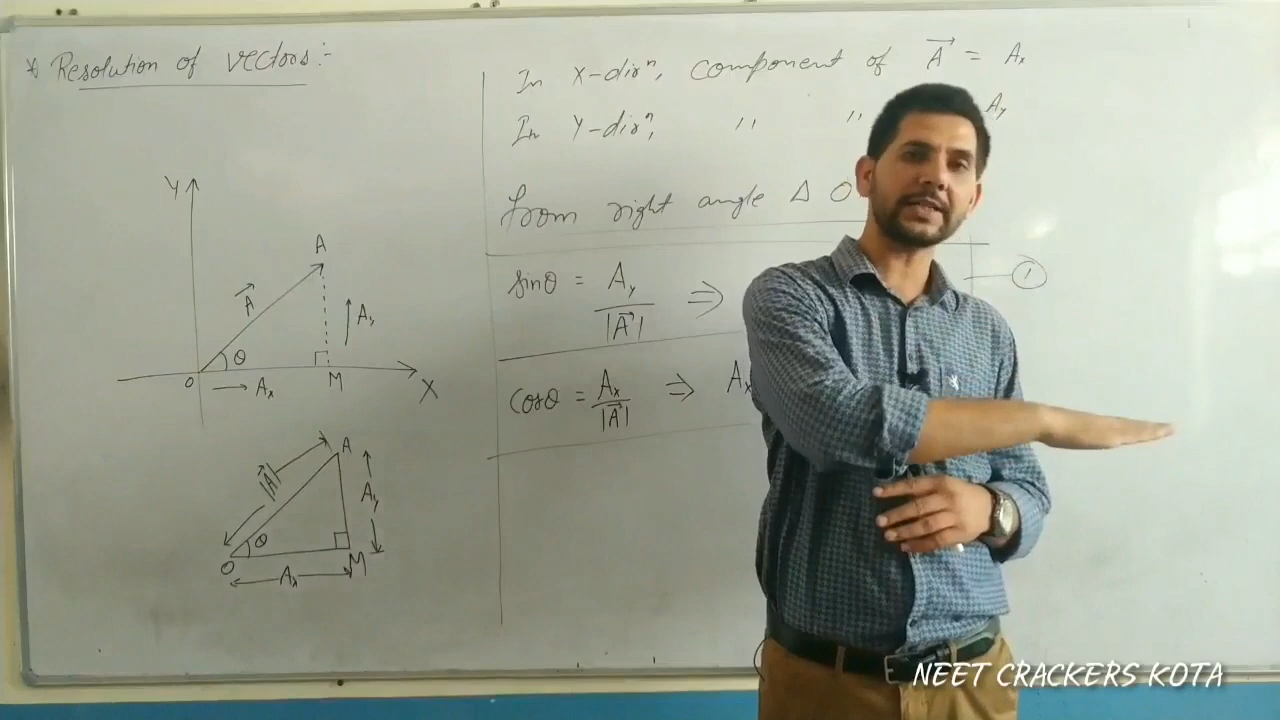 * Resolution of vectors:-
Y
A
A⃗
Aᵧ
θ
O
Aₓ
M
X
A
|A⃗|
Aᵧ
θ
O
Aₓ
M
In X-dirⁿ, component of A⃗ = Aₓ
In Y-dirⁿ, " " Aᵧ
from right angle Δ O
sinθ = Aᵧ / |A⃗| ⇒ ①
cosθ = Aₓ / |A⃗| ⇒ Aₓ
NEET CRACKERS KOTA